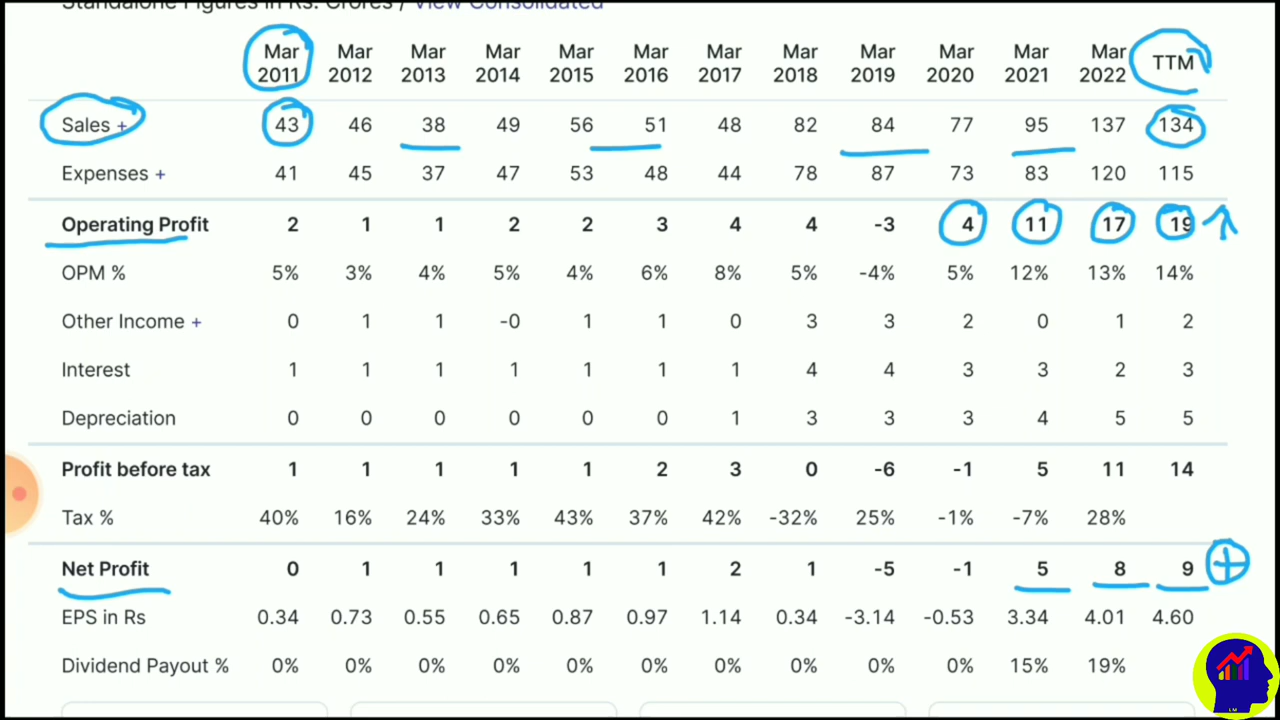 Standalone Figures in Rs. Crores / View Consolidated
Mar 2011 Mar 2012 Mar 2013 Mar 2014 Mar 2015 Mar 2016 Mar 2017 Mar 2018 Mar 2019 Mar 2020 Mar 2021 Mar 2022 TTM
Sales + 43 46 38 49 56 51 48 82 84 77 95 137 134
Expenses + 41 45 37 47 53 48 44 78 87 73 83 120 115
Operating Profit 2 1 1 2 2 3 4 4 -3 4 11 17 19
OPM % 5% 3% 4% 5% 4% 6% 8% 5% -4% 5% 12% 13% 14%
Other Income + 0 1 1 -0 1 1 0 3 3 2 0 1 2
Interest 1 1 1 1 1 1 1 4 4 3 3 2 3
Depreciation 0 0 0 0 0 0 1 3 3 3 4 5 5
Profit before tax 1 1 1 1 1 2 3 0 -6 -1 5 11 14
Tax % 40% 16% 24% 33% 43% 37% 42% -32% 25% -1% -7% 28%
Net Profit 0 1 1 1 1 1 2 1 -5 -1 5 8 9
EPS in Rs 0.34 0.73 0.55 0.65 0.87 0.97 1.14 0.34 -3.14 -0.53 3.34 4.01 4.60
Dividend Payout % 0% 0% 0% 0% 0% 0% 0% 0% 0% 0% 15% 19%
LM